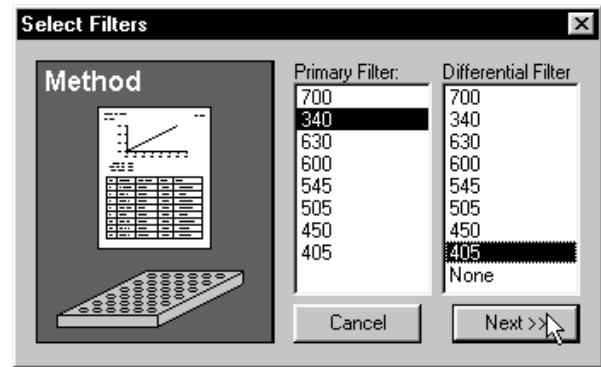 Select Filters
Method
Primary Filter:
700
340
630
600
545
505
450
405
Differential Filter
700
340
630
600
545
505
450
405
None
Cancel
Next >>